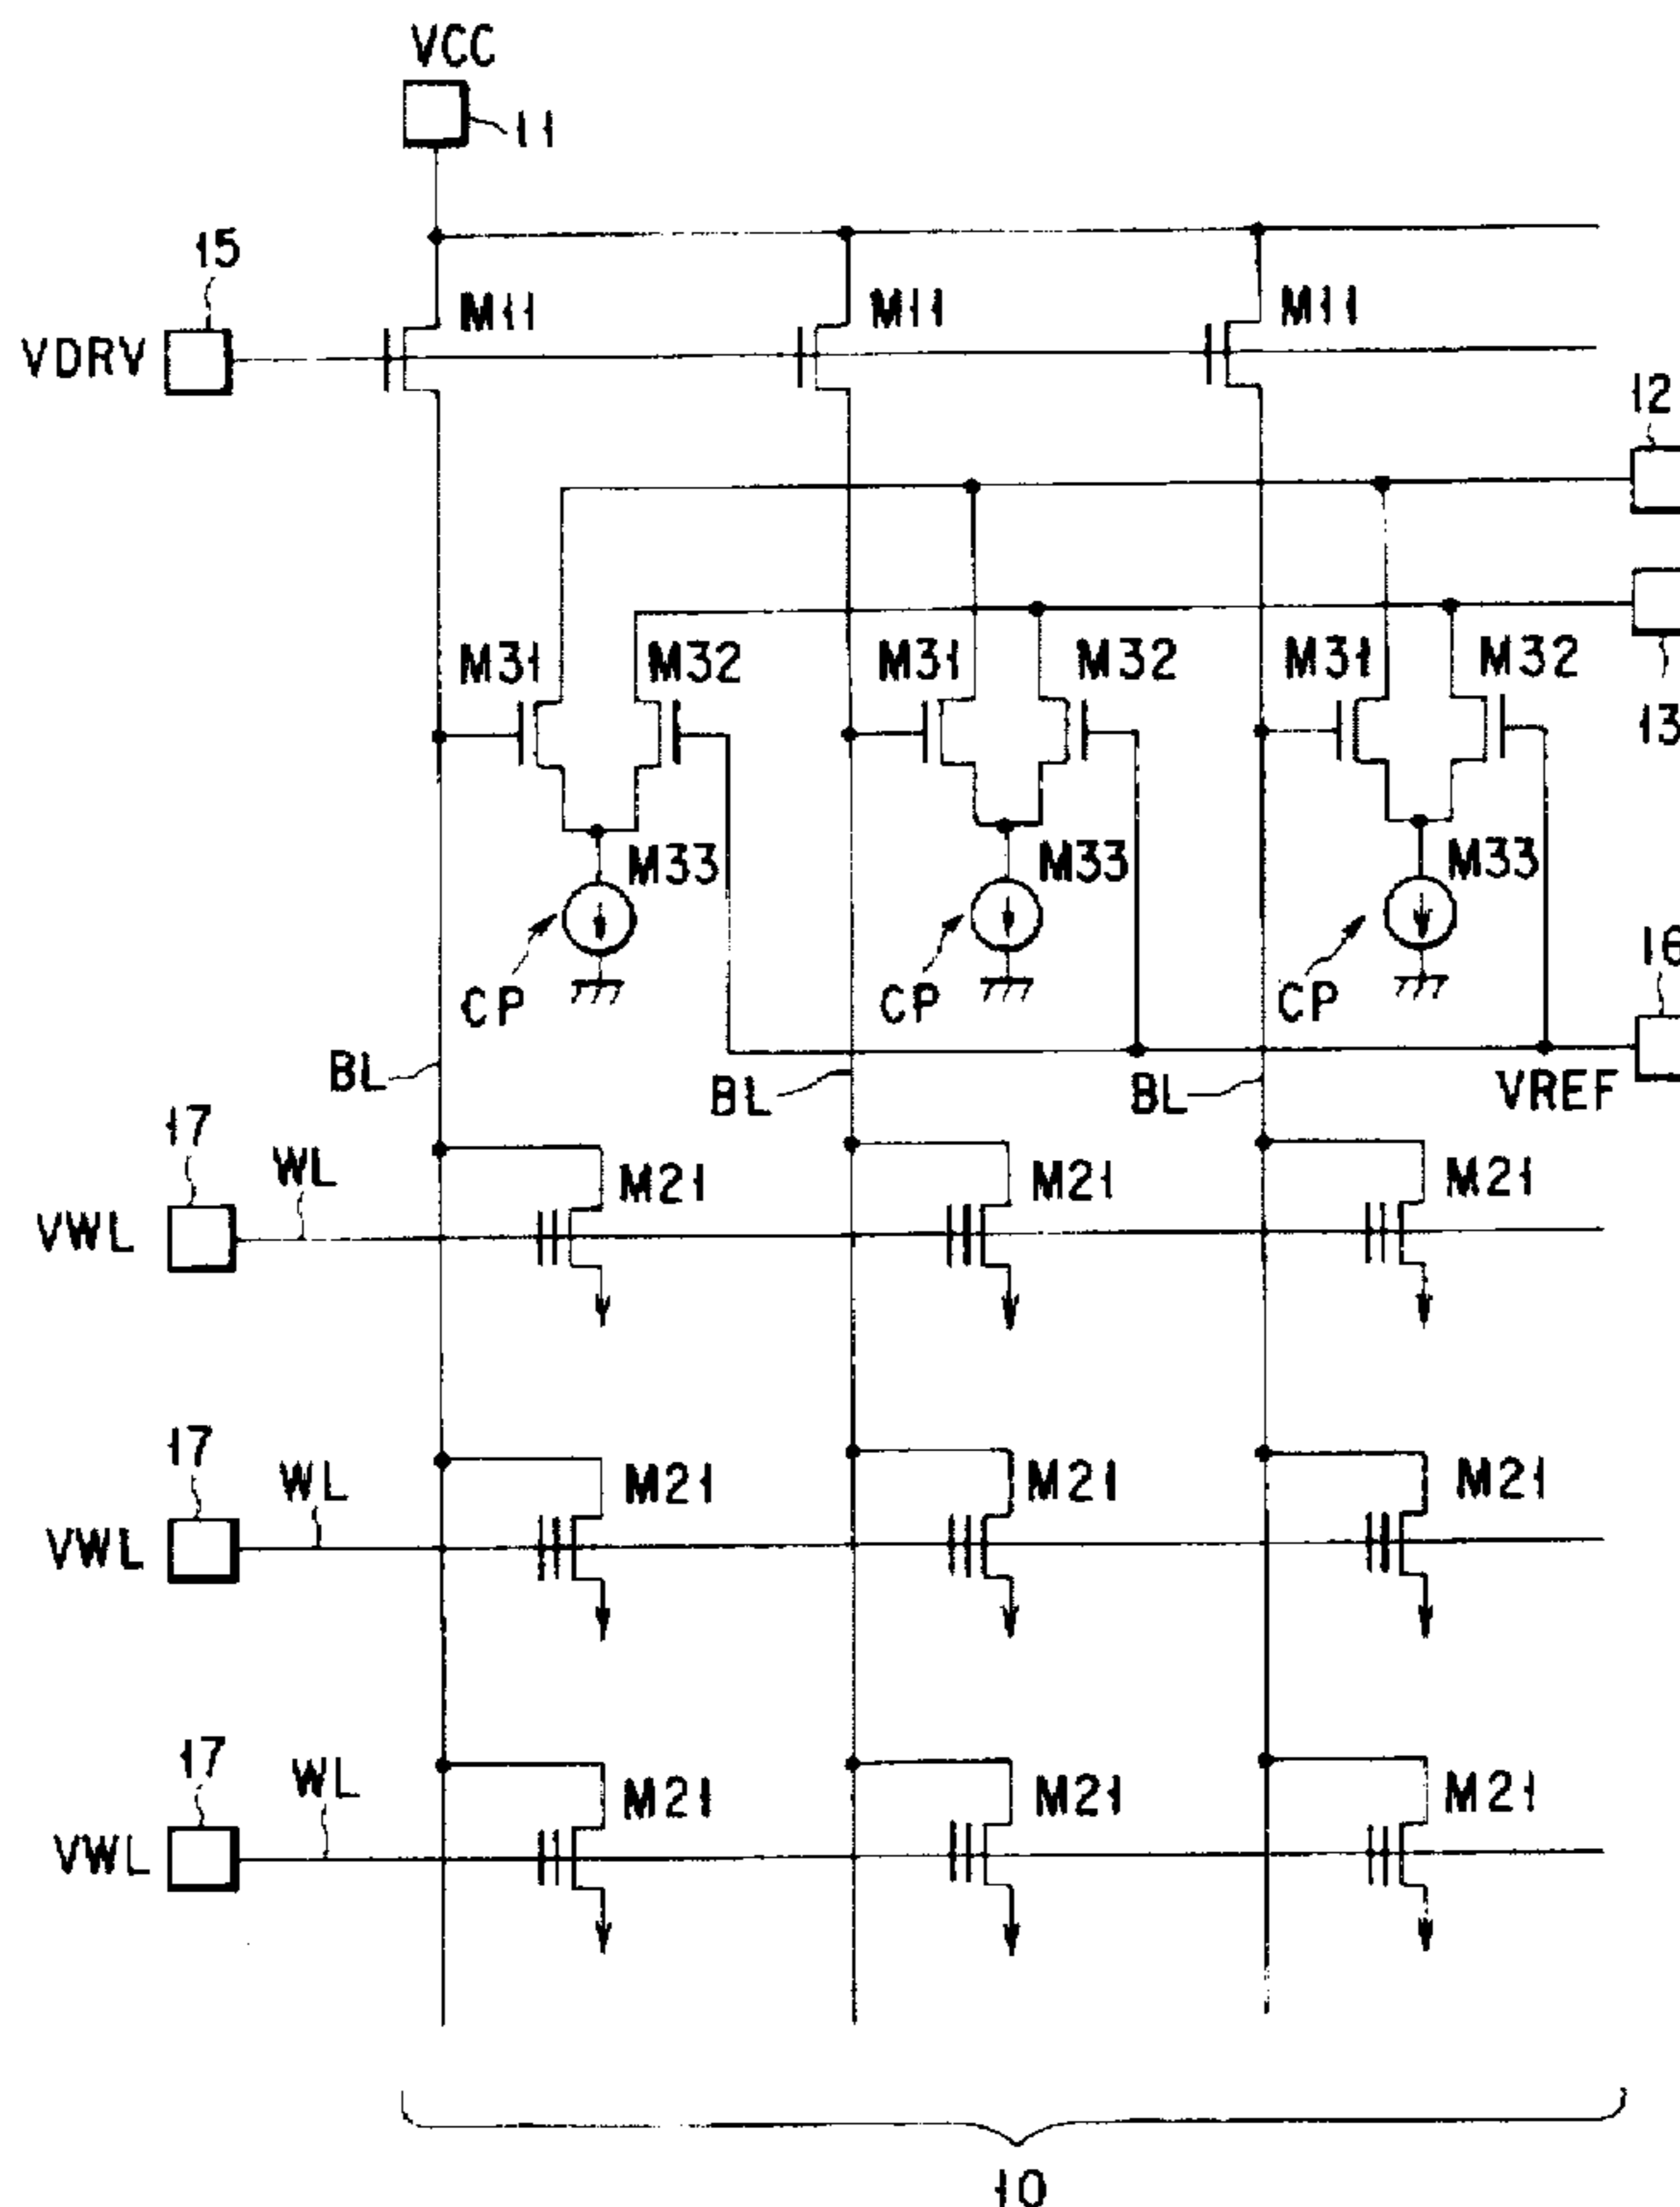 VCC
11
15
M11 M11 M11
VDRV
12
M31 M32 M31 M32 M31 M32
13
M33 M33 M33
CP CP CP
16
BL BL BL VREF
17
WL M21 M21 M21
VWL
17
WL M21 M21 M21
VWL
17
WL M21 M21 M21
VWL
10